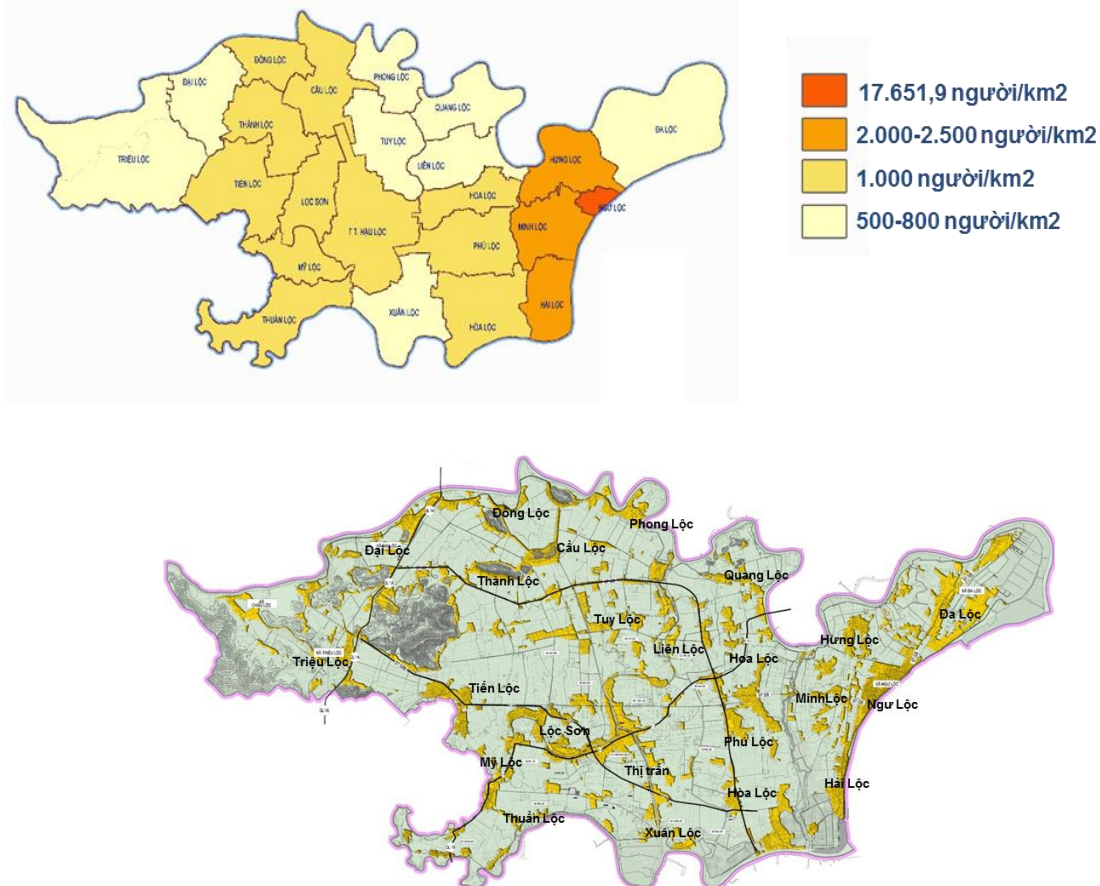 ĐẠI LỘC
ĐÔNG LỘC
CẦU LỘC
PHONG LỘC
QUANG LỘC
ĐA LỘC
THÀNH LỘC
TRIỆU LỘC
TUY LỘC
LIÊN LỘC
HƯNG LỘC
TIẾN LỘC
LỘC SƠN
HOA LỘC
NGƯ LỘC
T.T. HẬU LỘC
MINH LỘC
PHÚ LỘC
MỸ LỘC
THUẦN LỘC
XUÂN LỘC
HÒA LỘC
HẢI LỘC
17.651,9 người/km2
2.000-2.500 người/km2
1.000 người/km2
500-800 người/km2
Đông Lộc
Phong Lộc
Đại Lộc
Cầu Lộc
Thành Lộc
Quang Lộc
Tuy Lộc
Đa Lộc
Hưng Lộc
Liên Lộc
Hoa Lộc
Triệu Lộc
Tiến Lộc
MinhLộc
Ngư Lộc
Lộc Sơn
Phú Lộc
Mỹ Lộc
Thị trấn
Hòa Lộc
Hải Lộc
Thuần Lộc
Xuân Lộc
QL 1A